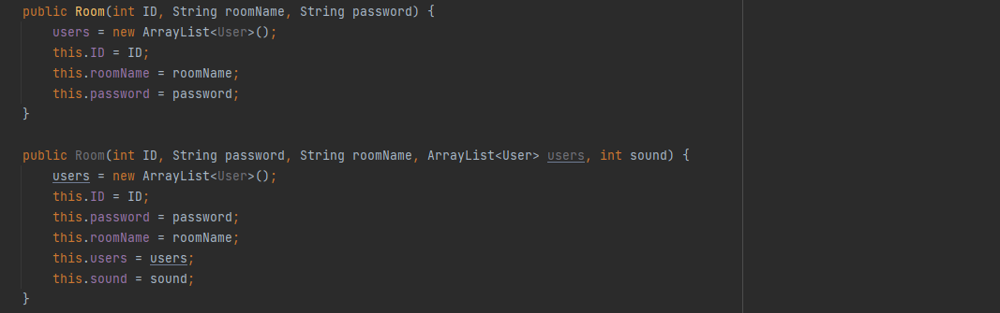 public Room(int ID, String roomName, String password) {
    users = new ArrayList<User>();
    this.ID = ID;
    this.roomName = roomName;
    this.password = password;
}

public Room(int ID, String password, String roomName, ArrayList<User> users, int sound) {
    users = new ArrayList<User>();
    this.ID = ID;
    this.password = password;
    this.roomName = roomName;
    this.users = users;
    this.sound = sound;
}